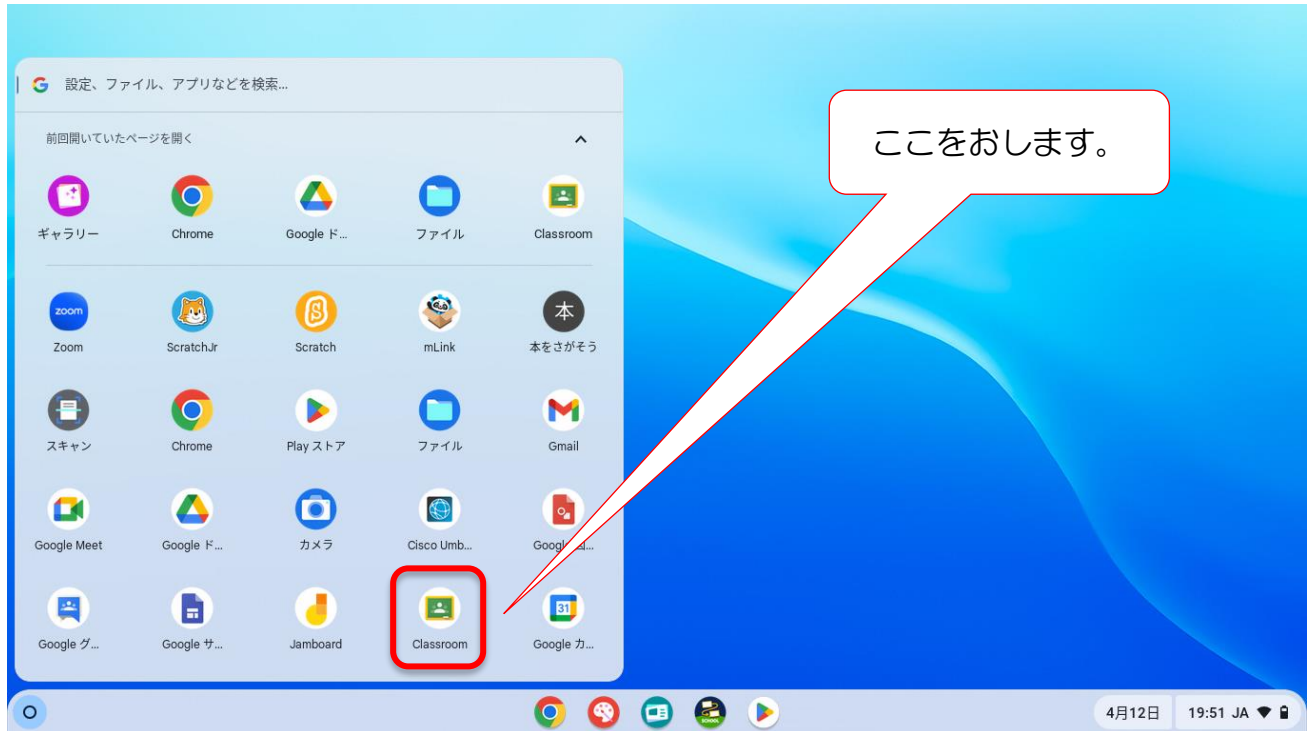 設定、ファイル、アプリなどを検索...
ここをおします。
前回開いていたページを開く
ギャラリー
Chrome
Google ド...
ファイル
Classroom
zoom
本
Zoom
ScratchJr
Scratch
mLink
本をさがそう
スキャン
Chrome
Play ストア
ファイル
Gmail
Google Meet
Google ド...
カメラ
Cisco Umb...
31
Google グ...
Google サ...
Jamboard
Classroom
Google カ...
SCHOOL
4月12日
19:51 JA